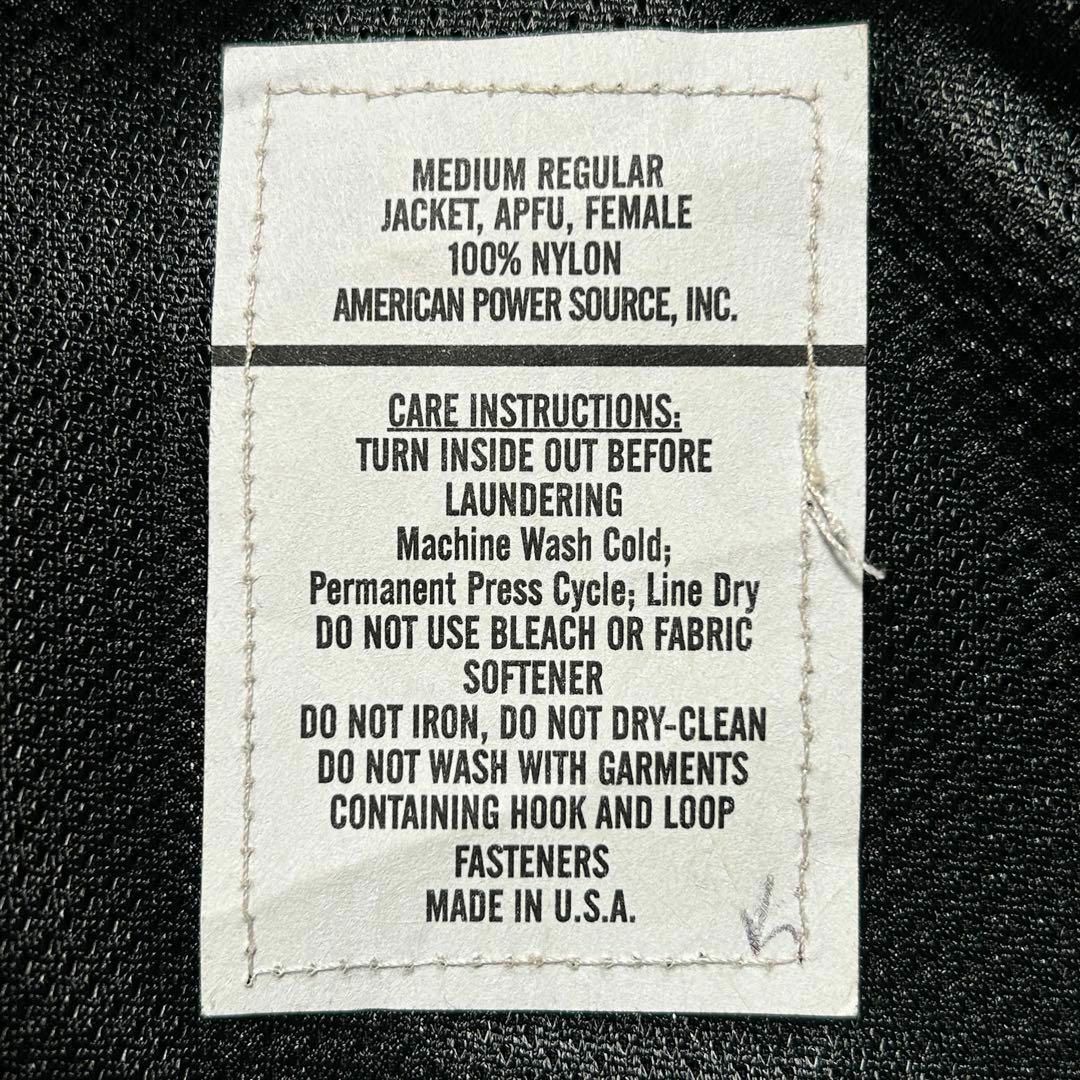 MEDIUM REGULAR
JACKET, APFU, FEMALE
100% NYLON
AMERICAN POWER SOURCE, INC.
CARE INSTRUCTIONS:
TURN INSIDE OUT BEFORE
LAUNDERING
Machine Wash Cold;
Permanent Press Cycle; Line Dry
DO NOT USE BLEACH OR FABRIC
SOFTENER
DO NOT IRON, DO NOT DRY-CLEAN
DO NOT WASH WITH GARMENTS
CONTAINING HOOK AND LOOP
FASTENERS
MADE IN U.S.A.